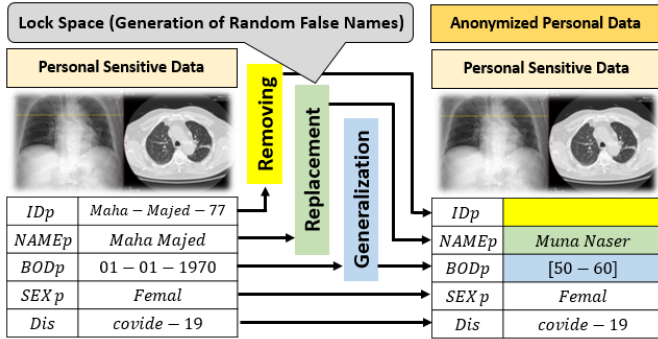 Lock Space (Generation of Random False Names)
Anonymized Personal Data
Personal Sensitive Data
Personal Sensitive Data
Removing
Replacement
Generalization
IDp Maha – Majed – 77
NAMEp Maha Majed
BODp 01 – 01 – 1970
SEX p Femal
Dis covide – 19
IDp
NAMEp Muna Naser
BODp [50 – 60]
SEX p Femal
Dis covide – 19